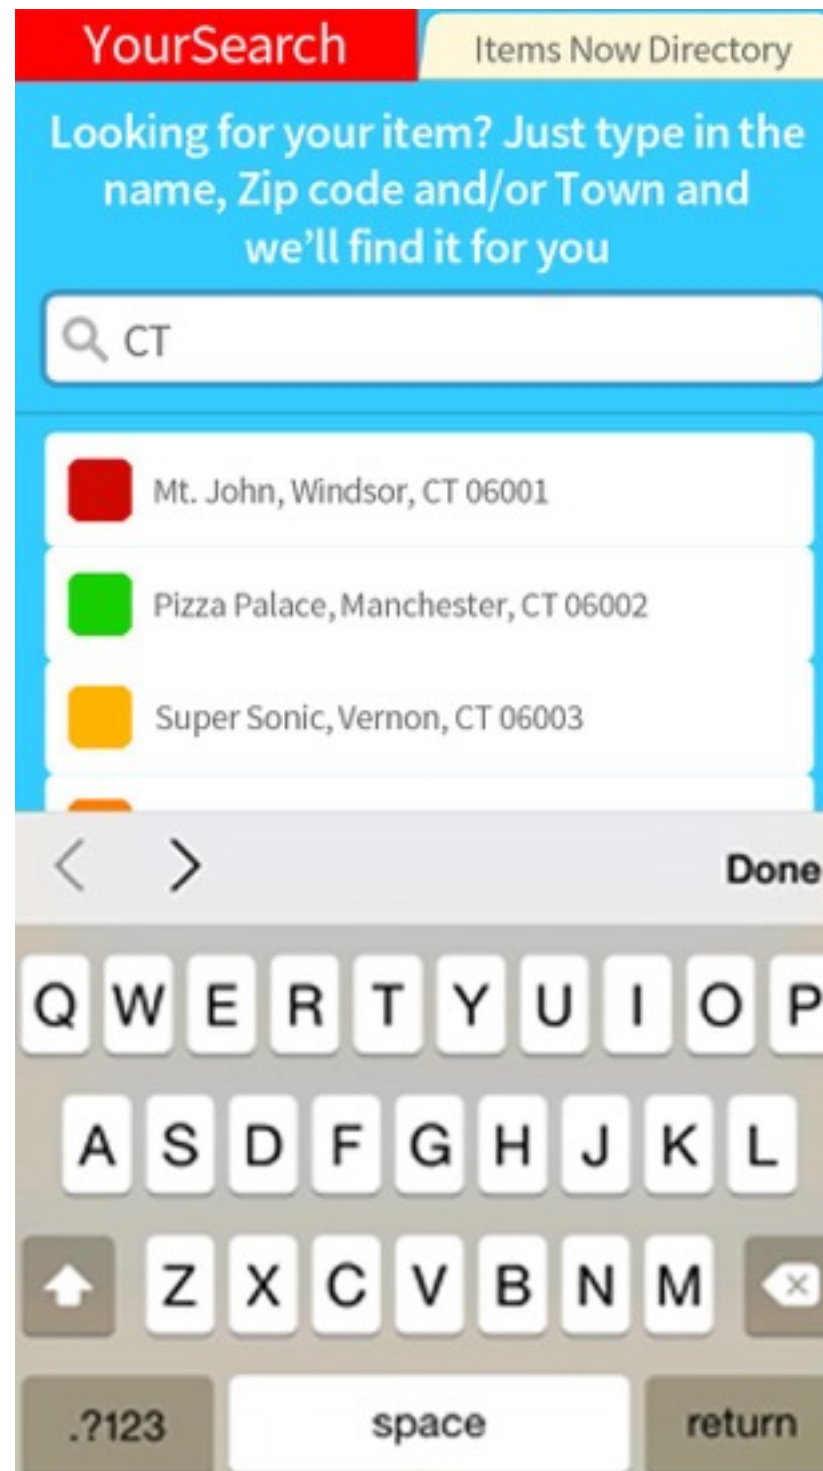 YourSearch
Items Now Directory
Looking for your item? Just type in the
name, Zip code and/or Town and
we'll find it for you
CT
Mt. John, Windsor, CT 06001
Pizza Palace, Manchester, CT 06002
Super Sonic, Vernon, CT 06003
Done
Q W E R T Y U I O P
A S D F G H J K L
Z X C V B N M
.?123 space return